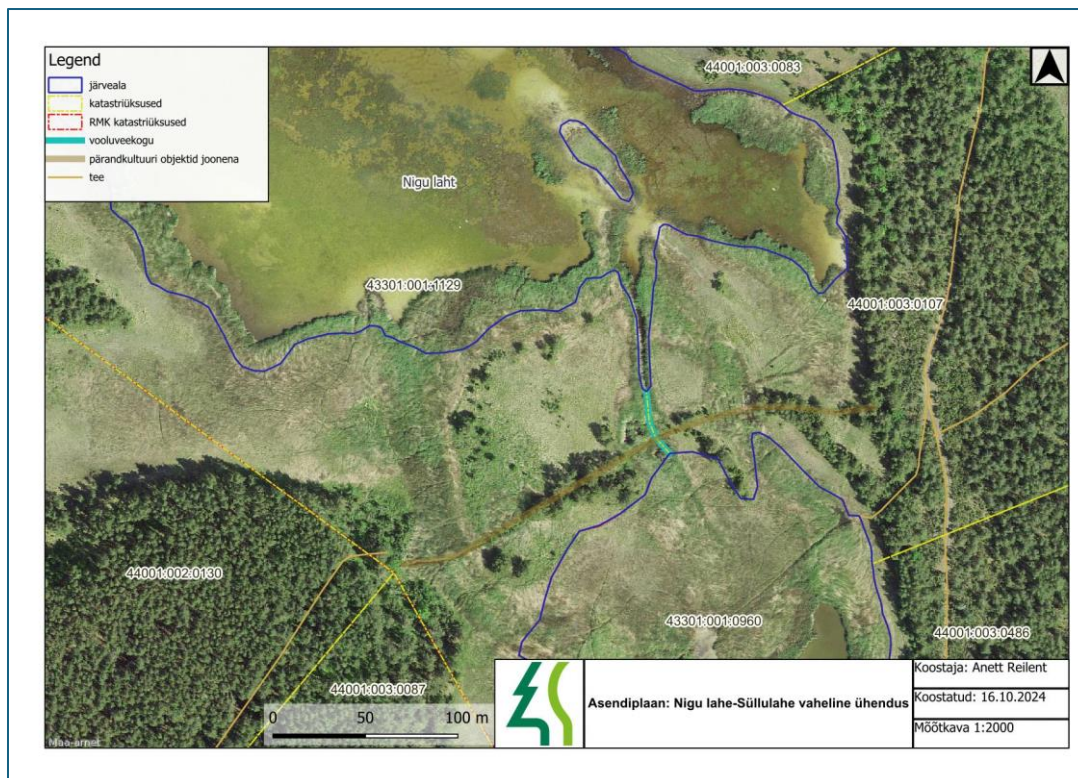 Legend
järveala
katastriüksused
RMK katastriüksused
vooluveekogu
pärandkultuuri objektid joonena
tee
44001:003:0083
Nigu laht
43301:001:1129
44001:003:0107
44001:002:0130
43301:001:0960
44001:003:0486
44001:003:0087
0 50 100 m
Maa-amet
Asendiplaan: Nigu lahe-Süllulahe vaheline ühendus
Koostaja: Anett Reilent
Koostatud: 16.10.2024
Mõõtkava 1:2000